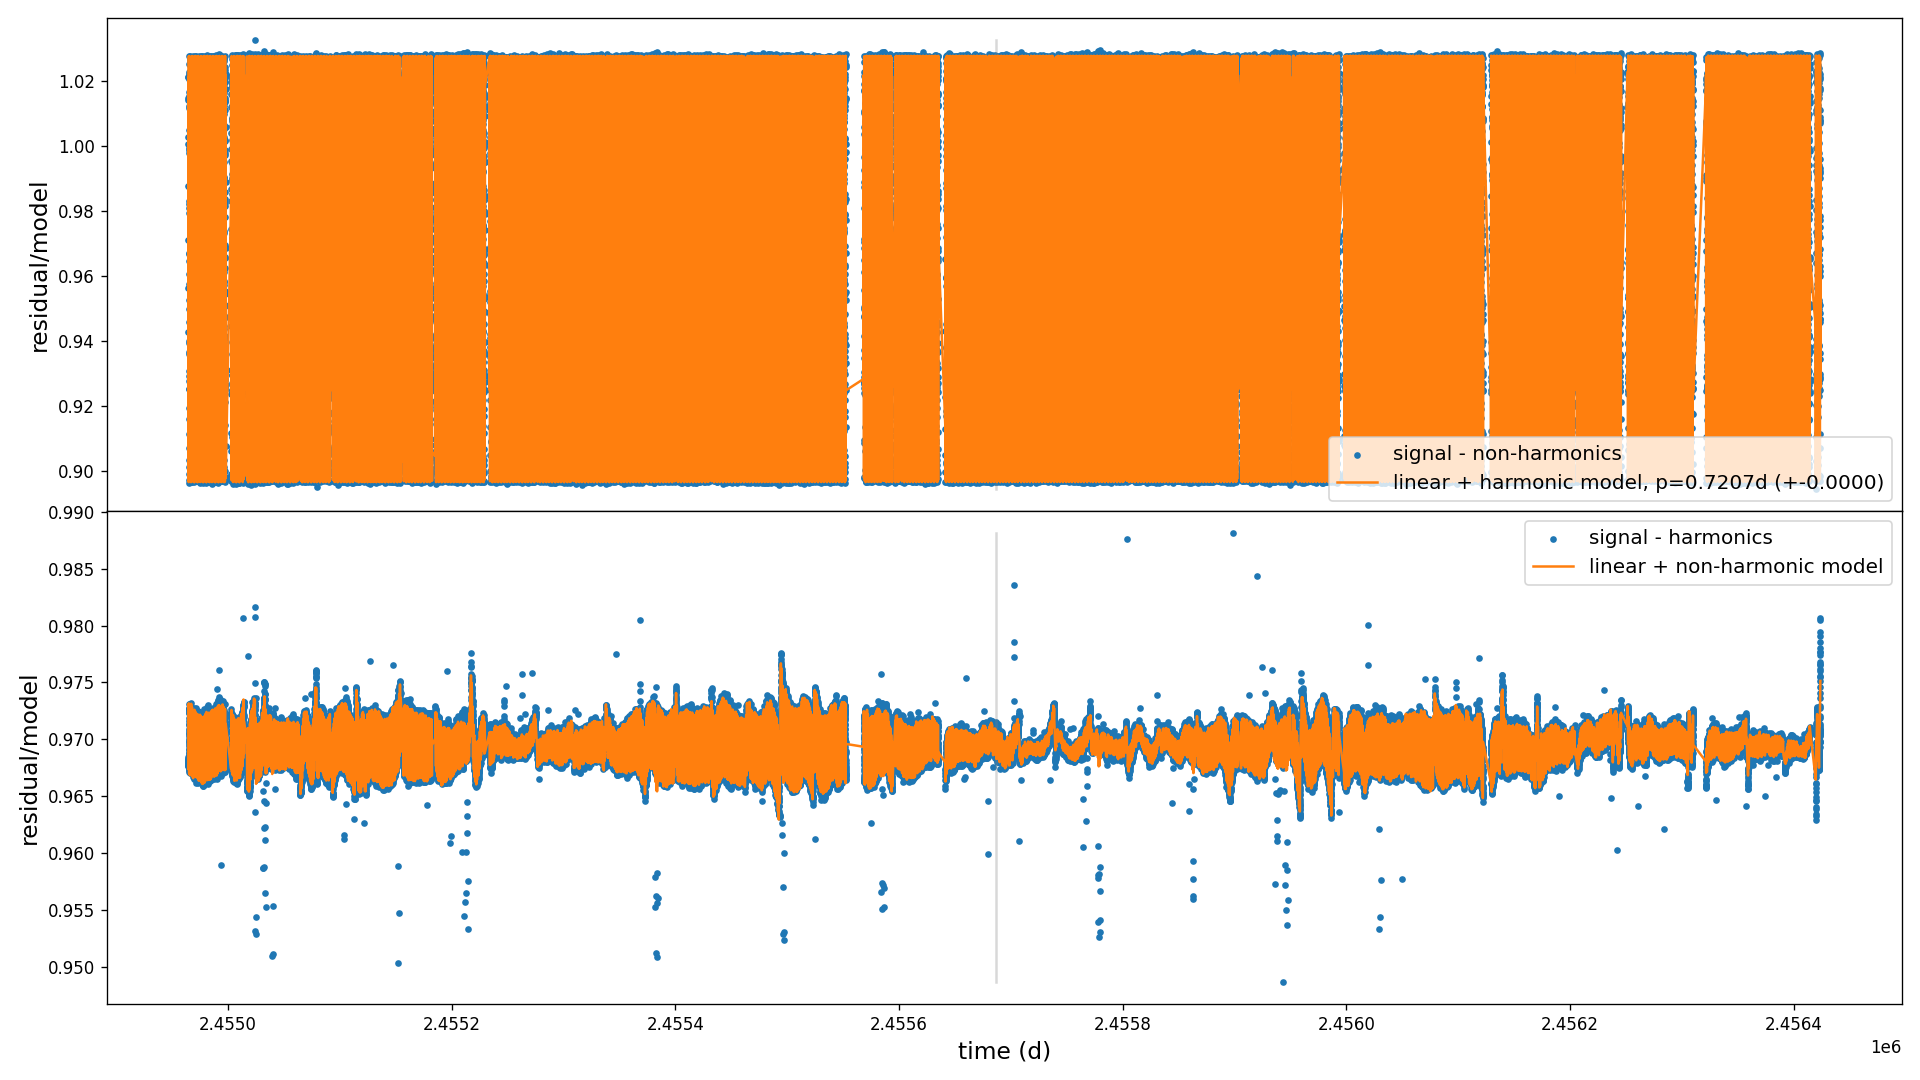 1.02
1.00
0.98
0.96
0.94
0.92
0.90
residual/model
signal - non-harmonics
linear + harmonic model, p=0.7207d (+-0.0000)
0.990
0.985
0.980
0.975
0.970
0.965
0.960
0.955
0.950
residual/model
signal - harmonics
linear + non-harmonic model
2.4550 2.4552 2.4554 2.4556 2.4558 2.4560 2.4562 2.4564
time (d)
1e6